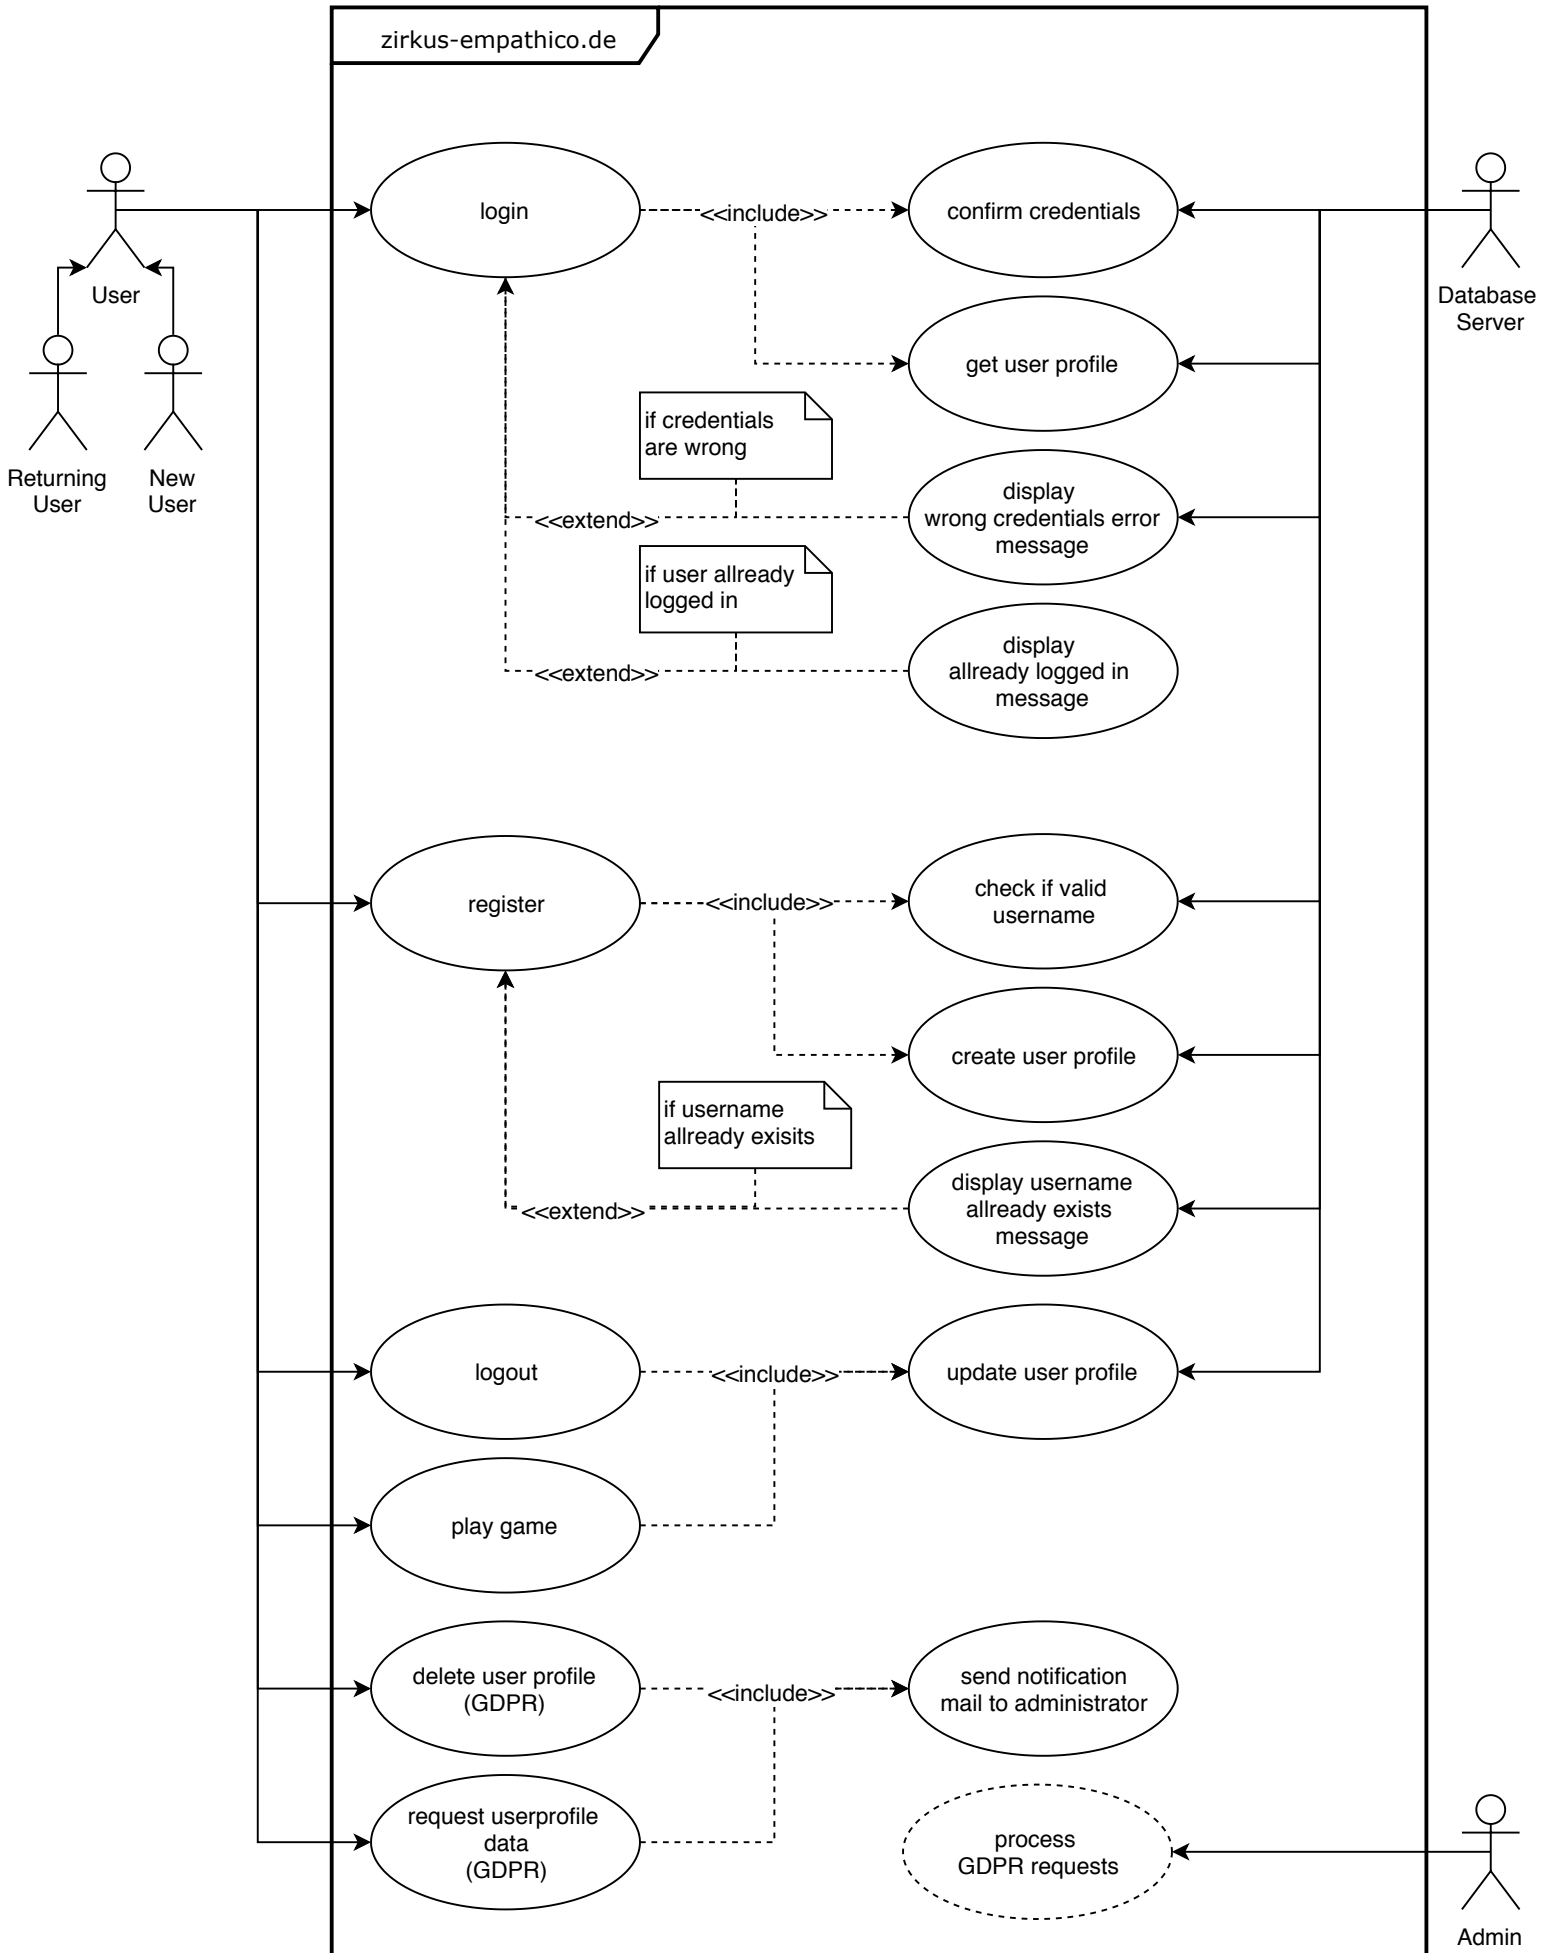 zirkus-empathico.de
login
<<include>>
confirm credentials
User
Database
Server
get user profile
if credentials
are wrong
Returning
User
New
User
display
wrong credentials error
message
<<extend>>
if user allready
logged in
display
allready logged in
message
<<extend>>
register
<<include>>
check if valid
username
create user profile
if username
allready exisits
display username
allready exists
message
<<extend>>
logout
<<include>>
update user profile
play game
delete user profile
(GDPR)
<<include>>
send notification
mail to administrator
request userprofile
data
(GDPR)
process
GDPR requests
Admin